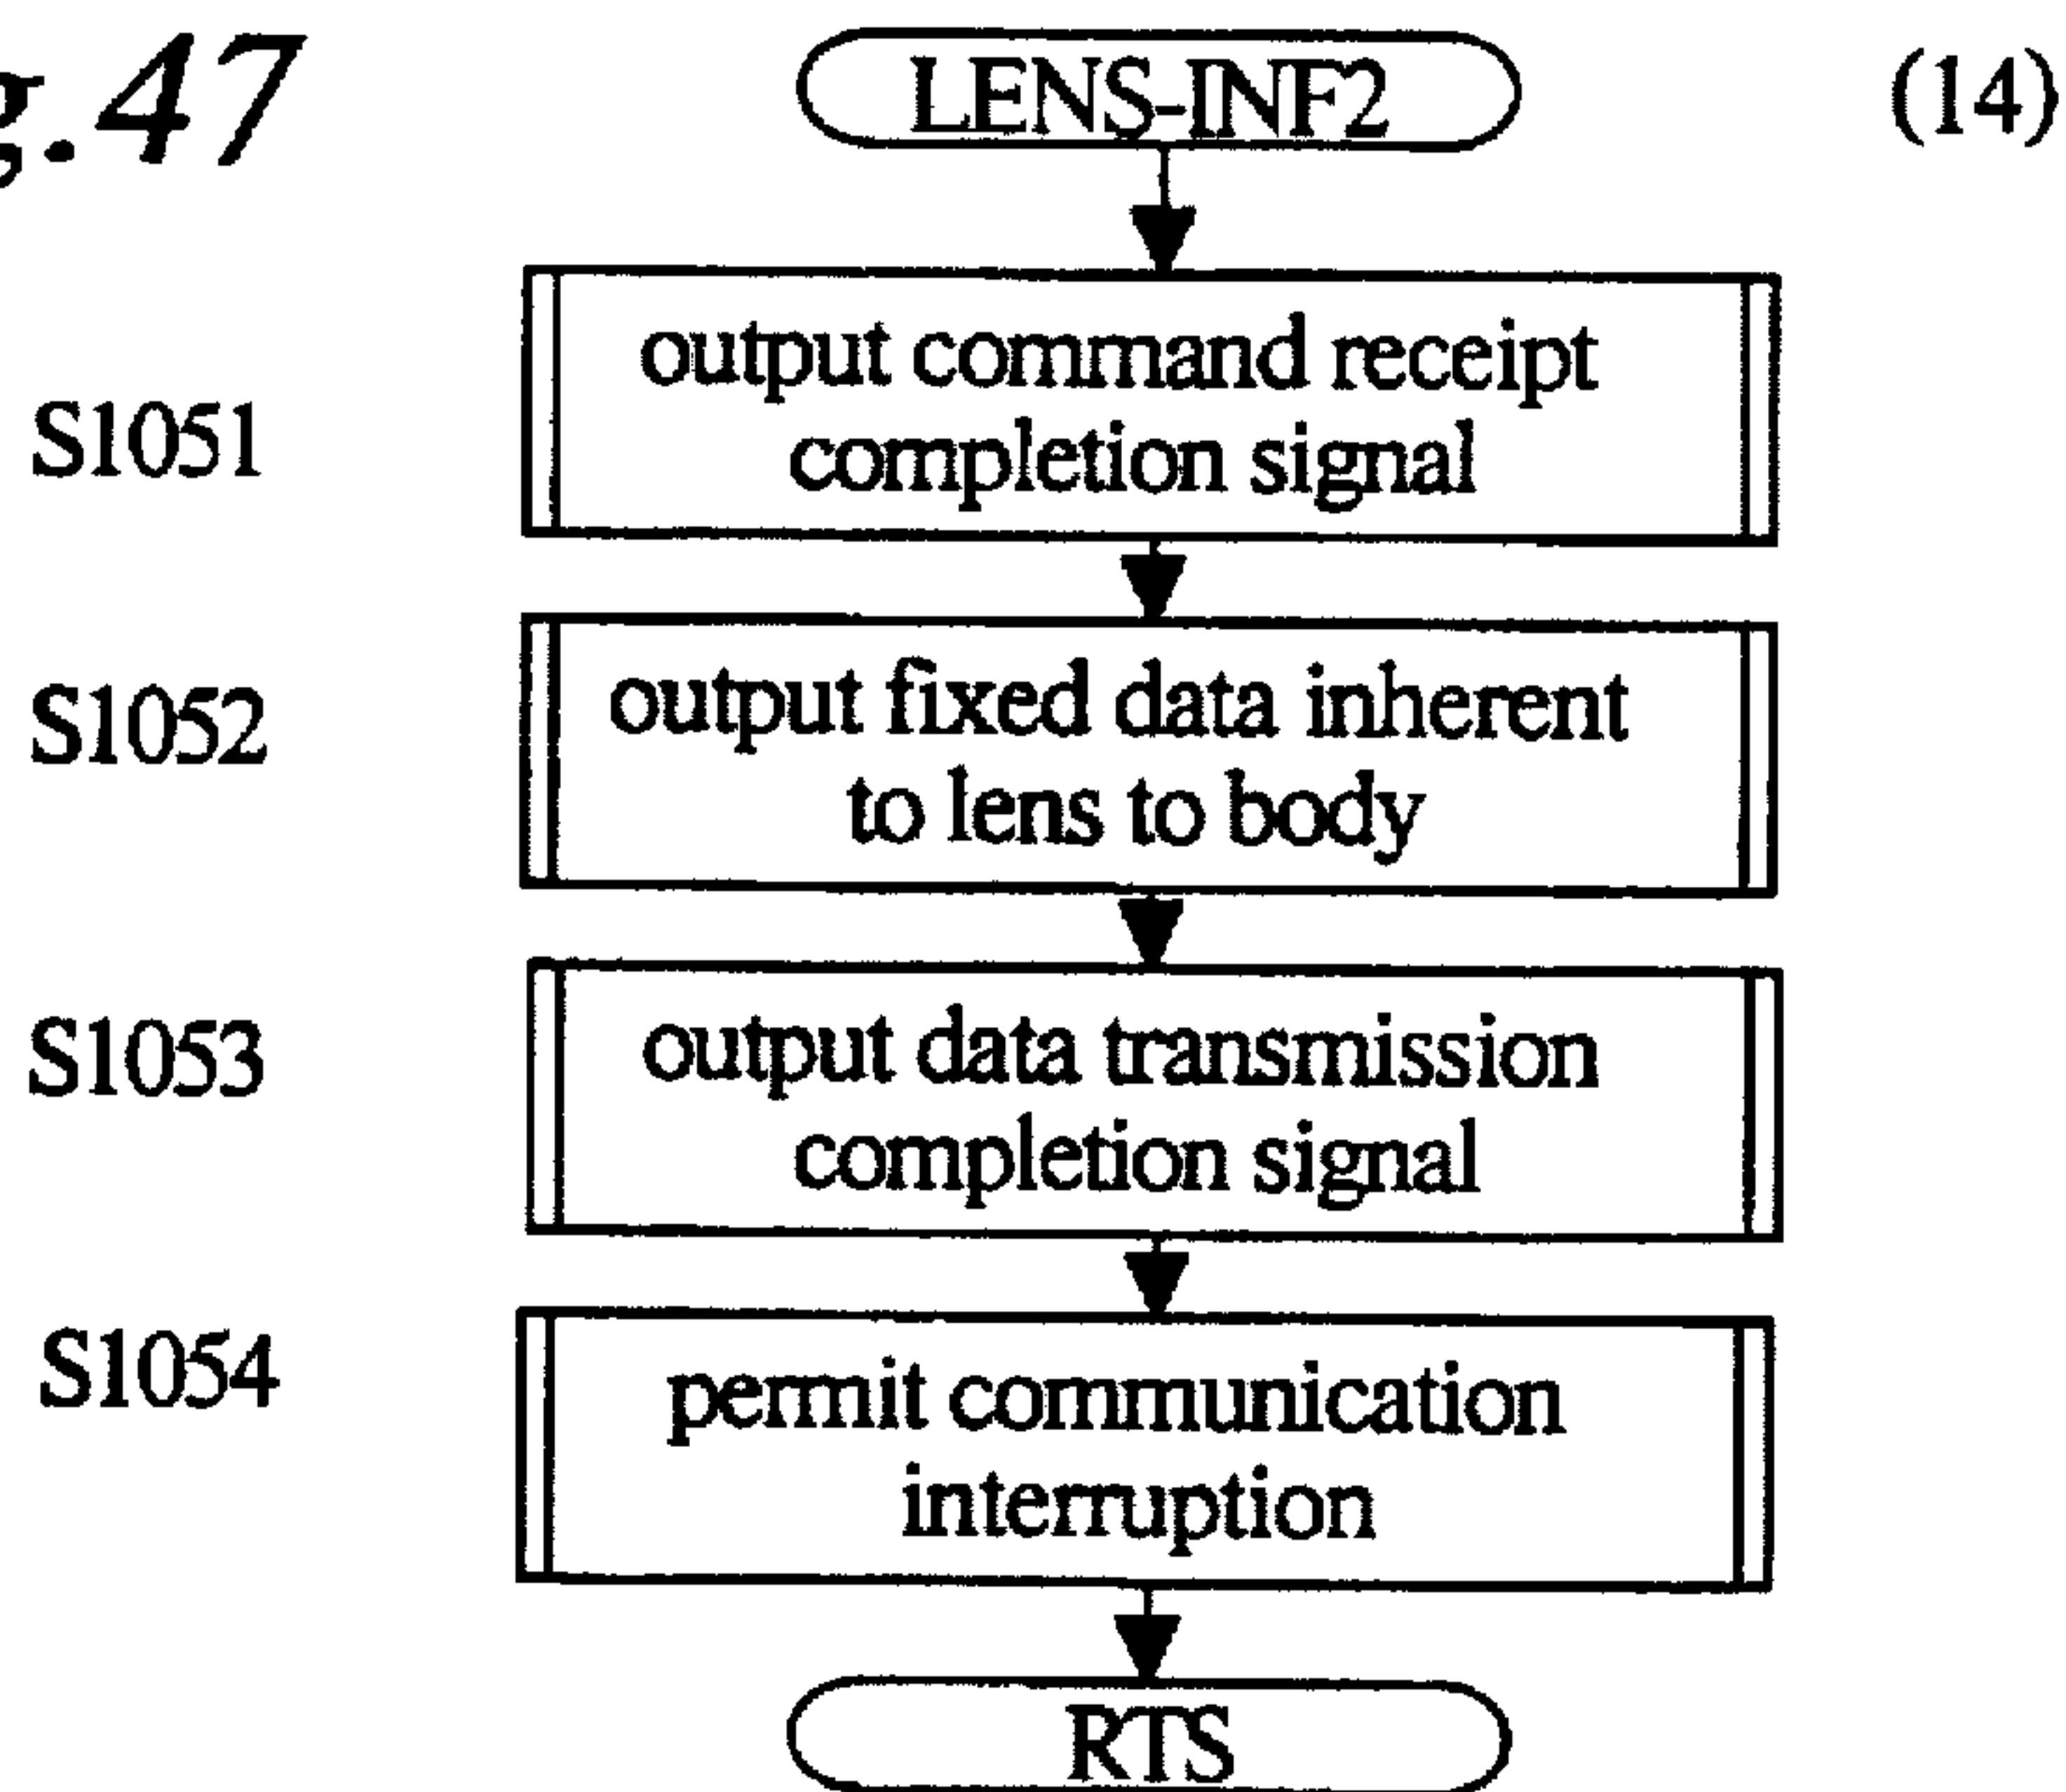 g.47
LENS-INF2
(14)
output command receipt
completion signal
S1051
output fixed data inherent
to lens to body
S1052
output data transmission
completion signal
S1053
permit communication
interruption
S1054
RTS